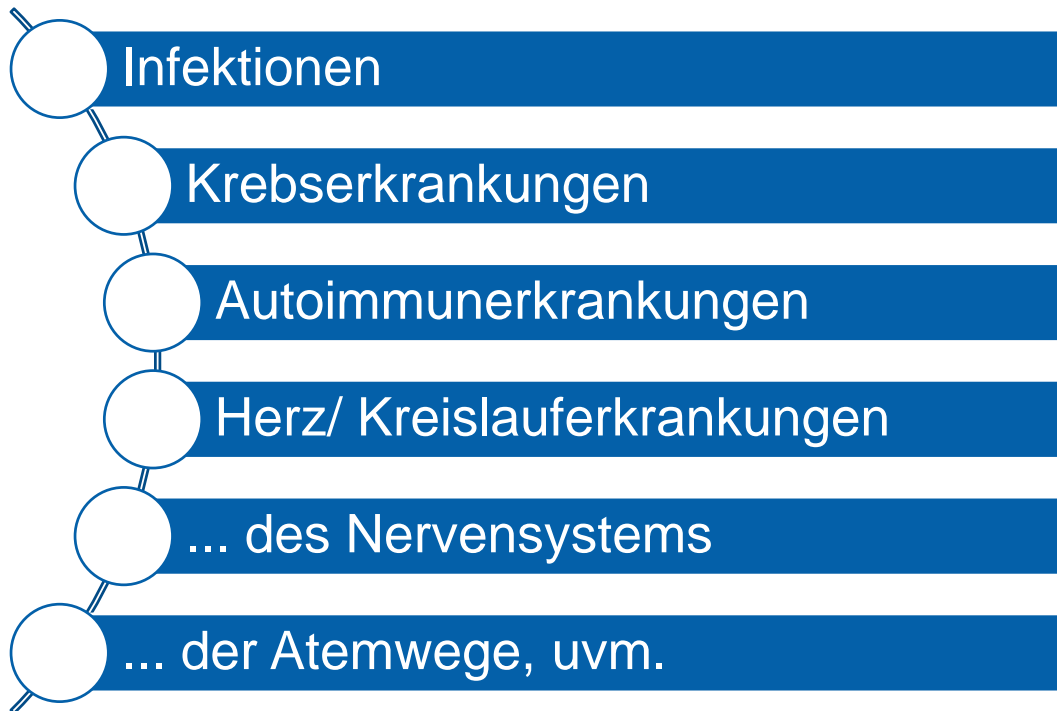 Infektionen
Krebserkrankungen
Autoimmunerkrankungen
Herz/ Kreislauferkrankungen
... des Nervensystems
... der Atemwege, uvm.